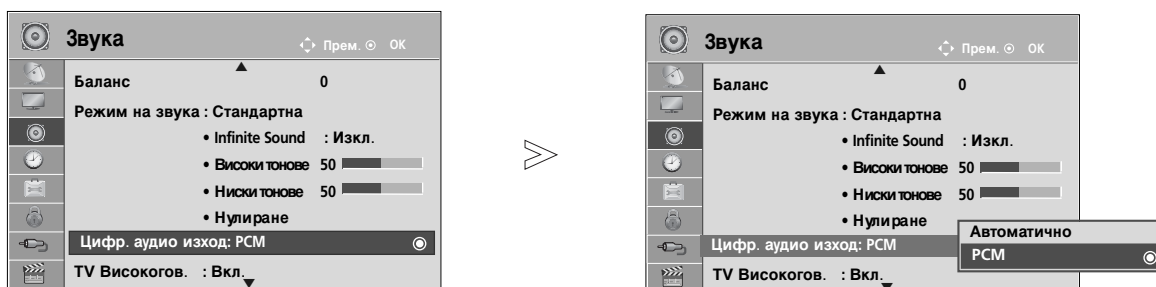 Звука
Прем. OK
Баланс 0
Режим на звука : Стандартна
• Infinite Sound : Изкл.
• Високи тонове 50
• Ниски тонове 50
• Нулиране
Цифр. аудио изход: PCM
TV Високогов. : Вкл.
Звука
Прем. OK
Баланс 0
Режим на звука : Стандартна
• Infinite Sound : Изкл.
• Високи тонове 50
• Ниски тонове 50
• Нулиране
Цифр. аудио изход: PCM
Автоматично
PCM
TV Високогов. : Вкл.